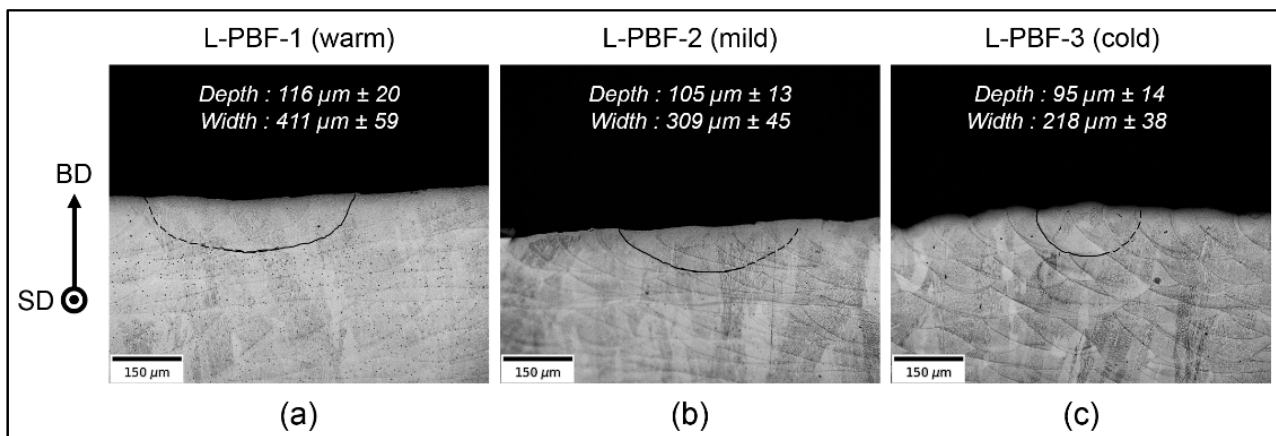 L-PBF-1 (warm)
L-PBF-2 (mild)
L-PBF-3 (cold)
Depth : 116 µm ± 20
Width : 411 µm ± 59
Depth : 105 µm ± 13
Width : 309 µm ± 45
Depth : 95 µm ± 14
Width : 218 µm ± 38
BD
SD
150 µm
150 µm
150 µm
(a)
(b)
(c)